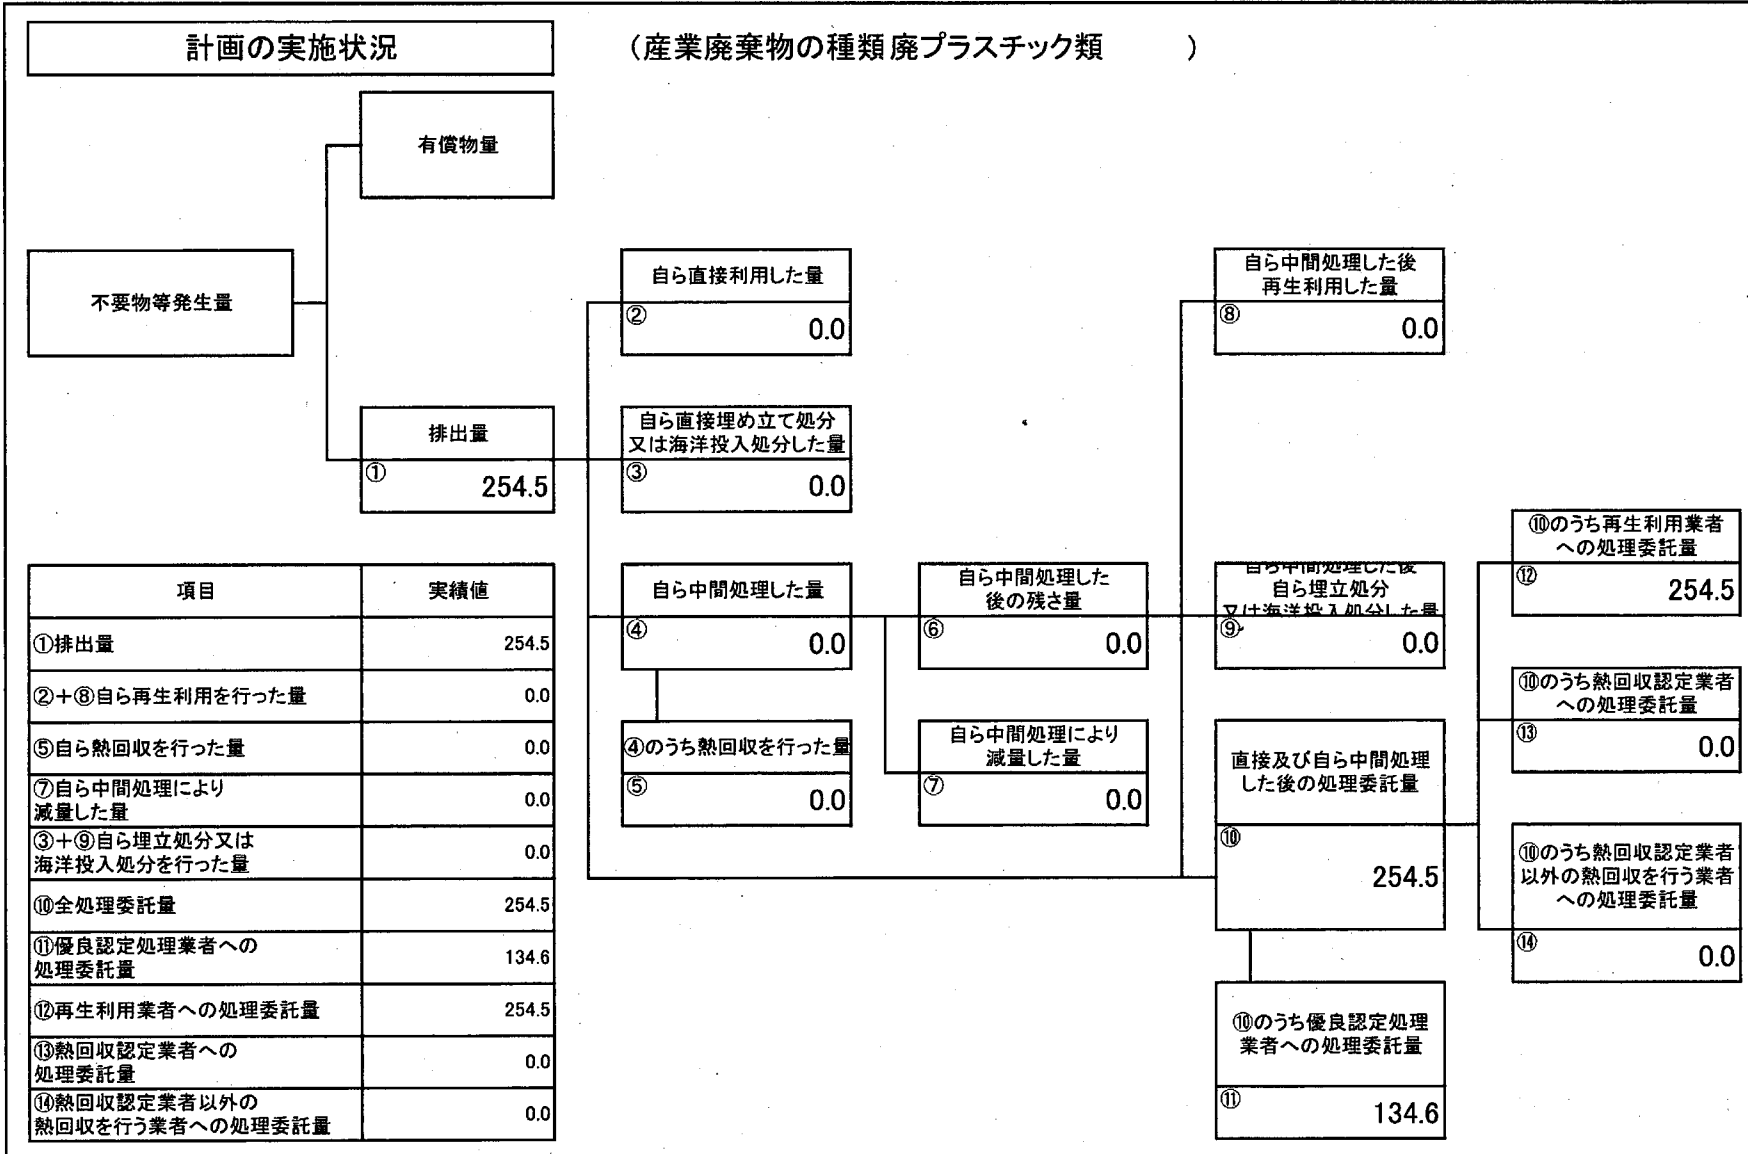 計画の実施状況
（産業廃棄物の種類 廃プラスチック類　　　）
有償物量
不要物等発生量
排出量
①
254.5
自ら直接利用した量
②
0.0
自ら直接埋め立て処分
又は海洋投入処分した量
③
0.0
自ら中間処理した量
④
0.0
④のうち熱回収を行った量
⑤
0.0
自ら中間処理した
後の残さ量
⑥
0.0
自ら中間処理により
減量した量
⑦
0.0
自ら中間処理した後
再生利用した量
⑧
0.0
自ら中間処理した後
自ら埋立処分
又は海洋投入処分した量
⑨
0.0
直接及び自ら中間処理
した後の処理委託量
⑩
254.5
⑩のうち優良認定処理
業者への処理委託量
⑪
134.6
⑩のうち再生利用業者
への処理委託量
⑫
254.5
⑩のうち熱回収認定業者
への処理委託量
⑬
0.0
⑩のうち熱回収認定業者
以外の熱回収を行う業者
への処理委託量
⑭
0.0
項目 実績値
①排出量 254.5
②＋⑧自ら再生利用を行った量 0.0
⑤自ら熱回収を行った量 0.0
⑦自ら中間処理により
減量した量 0.0
③＋⑨自ら埋立処分又は
海洋投入処分を行った量 0.0
⑩全処理委託量 254.5
⑪優良認定処理業者への
処理委託量 134.6
⑫再生利用業者への処理委託量 254.5
⑬熱回収認定業者への
処理委託量 0.0
⑭熱回収認定業者以外の
熱回収を行う業者への処理委託量 0.0